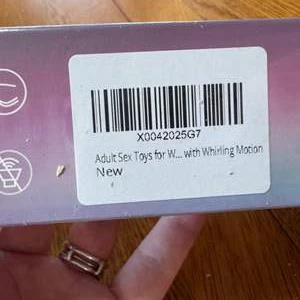 X0042025G7
Adult Sex Toys for W... with Whirling Motion
New